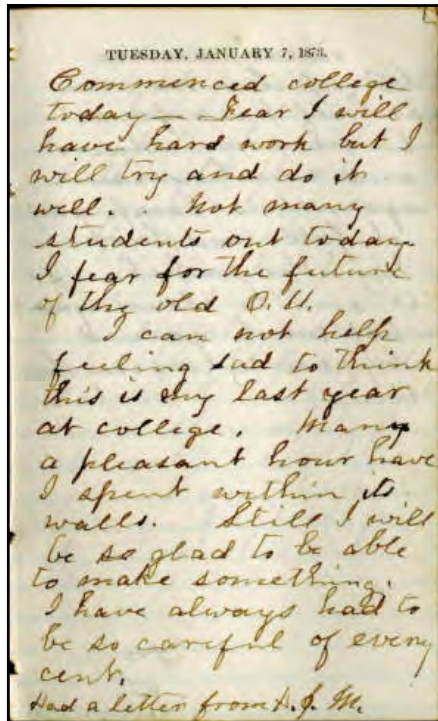 TUESDAY, JANUARY 7, 1873.
Commenced college
today — Fear I will
have hard work but I
will try and do it
well. . Not many
students out today
I fear for the future
of the old O. U.
I can not help
feeling sad to think
this is my last year
at college. Many
a pleasant hour have
I spent within its
walls. Still I will
be so glad to be able
to make something.
I have always had to
be so careful of every
cent.
Had a letter from M.